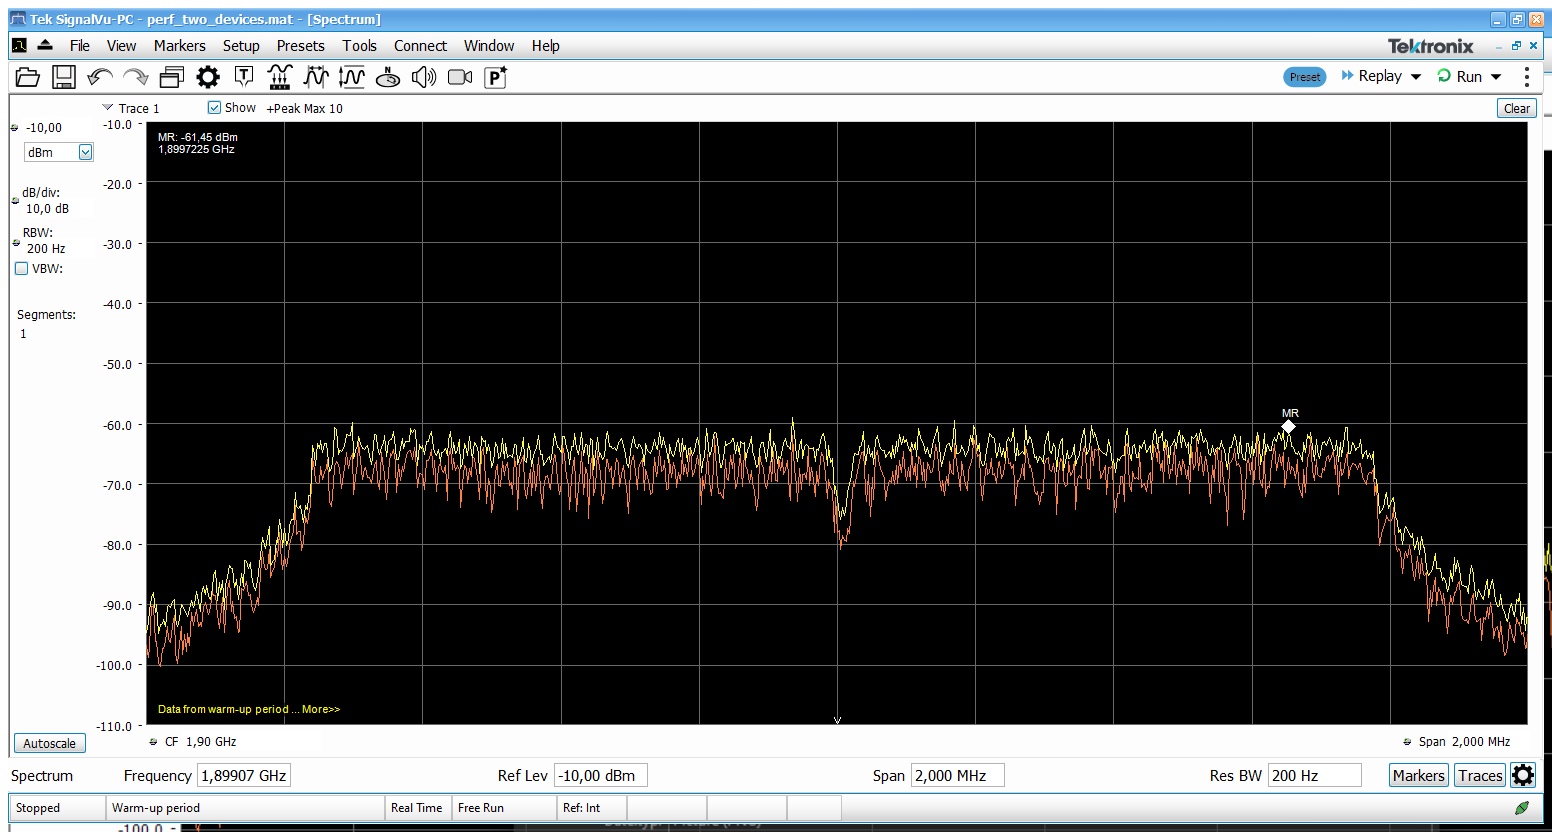 Tek SignalVu-PC - perf_two_devices.mat - [Spectrum]
File View Markers Setup Presets Tools Connect Window Help
Tektronix
Preset Replay Run
Trace 1 Show +Peak Max 10 Clear
-10,00
dBm
dB/div:
10,0 dB
RBW:
200 Hz
VBW:
Segments:
1
-10.0
-20.0
-30.0
-40.0
-50.0
-60.0
-70.0
-80.0
-90.0
-100.0
-110.0
MR: -61,45 dBm
1,8997225 GHz
MR
Data from warm-up period ... More>>
Autoscale
CF 1,90 GHz
Span 2,000 MHz
Spectrum Frequency 1,89907 GHz Ref Lev -10,00 dBm Span 2,000 MHz Res BW 200 Hz Markers Traces
Stopped Warm-up period Real Time Free Run Ref: Int
-100.0